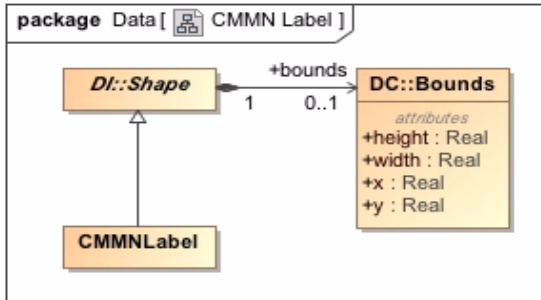 package Data [ CMMN Label ]
DI::Shape
+bounds
1
0..1
DC::Bounds
attributes
+height : Real
+width : Real
+x : Real
+y : Real
CMMNLabel